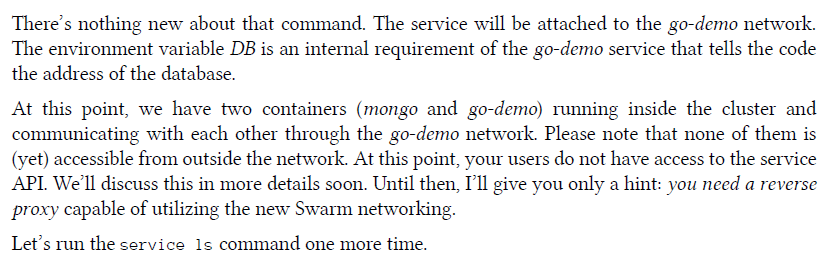 There's nothing new about that command. The service will be attached to the go-demo network.
The environment variable DB is an internal requirement of the go-demo service that tells the code
the address of the database.
At this point, we have two containers (mongo and go-demo) running inside the cluster and
communicating with each other through the go-demo network. Please note that none of them is
(yet) accessible from outside the network. At this point, your users do not have access to the service
API. We'll discuss this in more details soon. Until then, I'll give you only a hint: you need a reverse
proxy capable of utilizing the new Swarm networking.
Let's run the service ls command one more time.